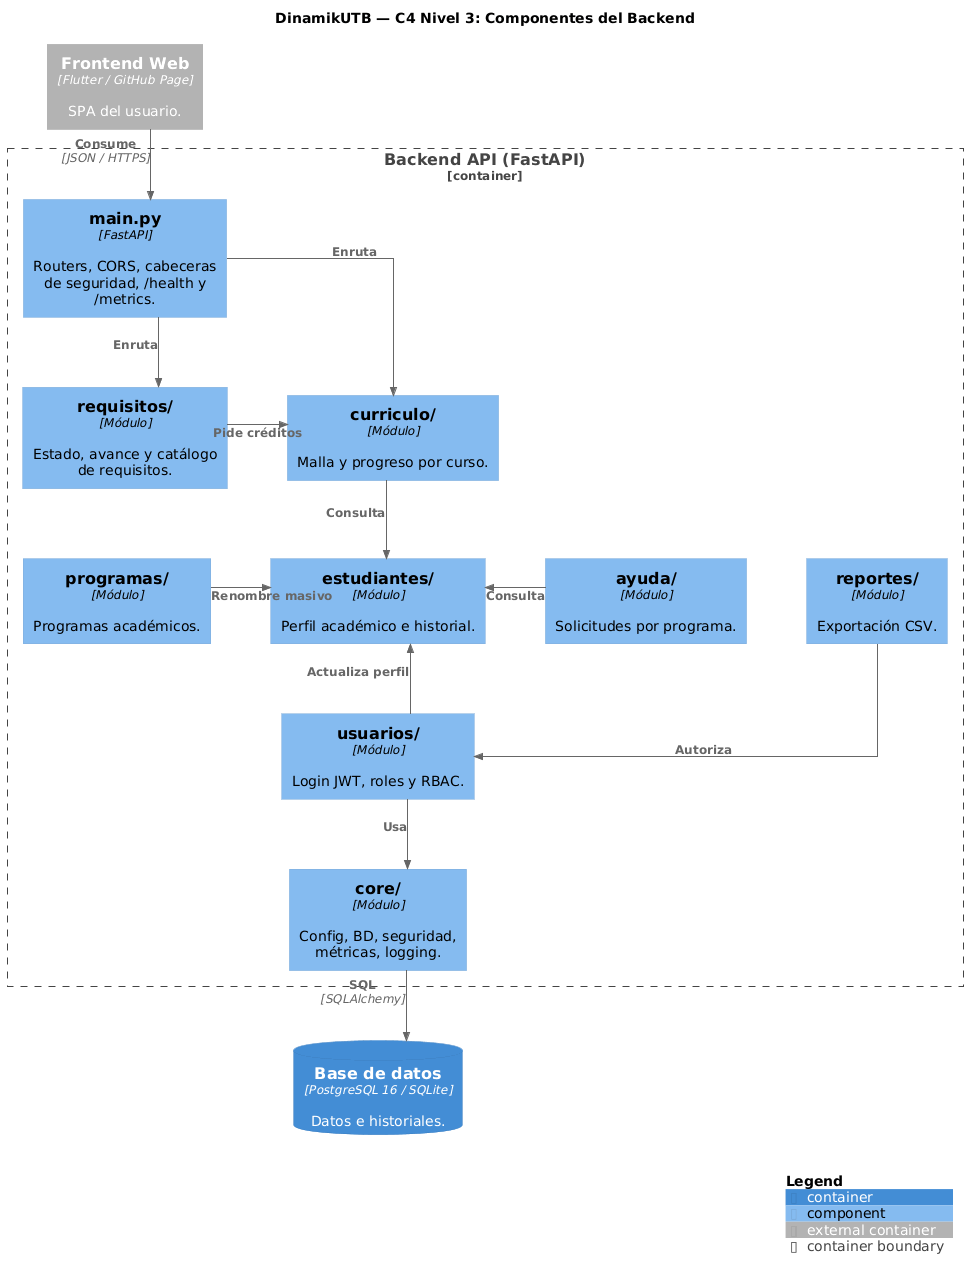 DinamikUTB — C4 Nivel 3: Componentes del Backend
Frontend Web
[Flutter / GitHub Page]
SPA del usuario.
Consume
[JSON / HTTPS]
Backend API (FastAPI)
[container]
main.py
[FastAPI]
Routers, CORS, cabeceras
de seguridad, /health y
/metrics.
Enruta
Enruta
requisitos/
[Módulo]
Estado, avance y catálogo
de requisitos.
Pide créditos
curriculo/
[Módulo]
Malla y progreso por curso.
Consulta
programas/
[Módulo]
Programas académicos.
Renombre masivo
estudiantes/
[Módulo]
Perfil académico e historial.
Consulta
ayuda/
[Módulo]
Solicitudes por programa.
reportes/
[Módulo]
Exportación CSV.
Actualiza perfil
usuarios/
[Módulo]
Login JWT, roles y RBAC.
Autoriza
Usa
core/
[Módulo]
Config, BD, seguridad,
métricas, logging.
SQL
[SQLAlchemy]
Base de datos
[PostgreSQL 16 / SQLite]
Datos e historiales.
Legend
container
component
external container
container boundary